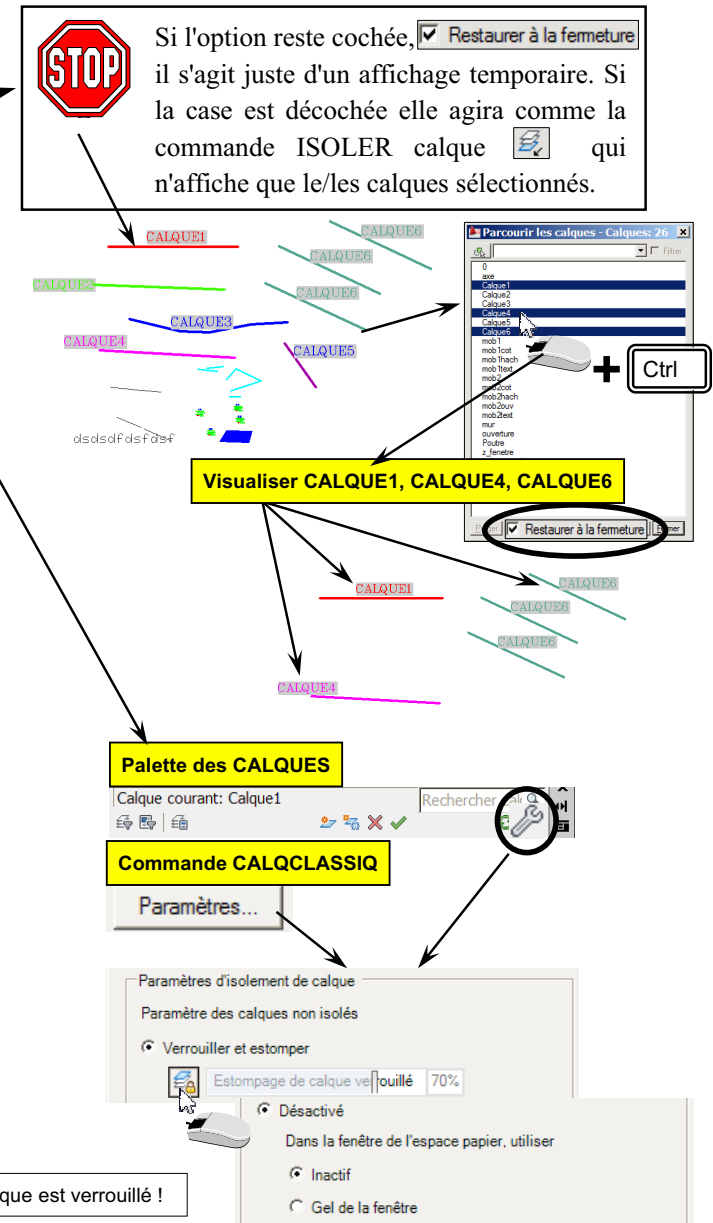 STOP
Si l'option reste cochée, Restaurer à la fermeture
il s'agit juste d'un affichage temporaire. Si
la case est décochée elle agira comme la
commande ISOLER calque qui
n'affiche que le/les calques sélectionnés.
CALQUE1
CALQUE6
CALQUE6
CALQUE2
CALQUE6
CALQUE3
CALQUE4
CALQUE5
dsdsdfdsfdsf
Parcourir les calques - Calques: 26
Filtrer
0
axe
Calque1
Calque2
Calque3
Calque4
Calque5
Calque6
mob1
mob1cot
mob1hach
mob1text
mob2
mob2cot
mob2hach
mob2ouv
mob2text
mur
ouverture
Poutre
z_fenetre
Ctrl
Visualiser CALQUE1, CALQUE4, CALQUE6
Restaurer à la fermeture
CALQUE1
CALQUE6
CALQUE6
CALQUE6
CALQUE4
Palette des CALQUES
Calque courant: Calque1
Rechercher
Commande CALQCLASSIQ
Paramètres...
Paramètres d'isolement de calque
Paramètre des calques non isolés
Verrouiller et estomper
Estompage de calque verrouillé 70%
Désactivé
Dans la fenêtre de l'espace papier, utiliser
Inactif
Gel de la fenêtre
que est verrouillé !